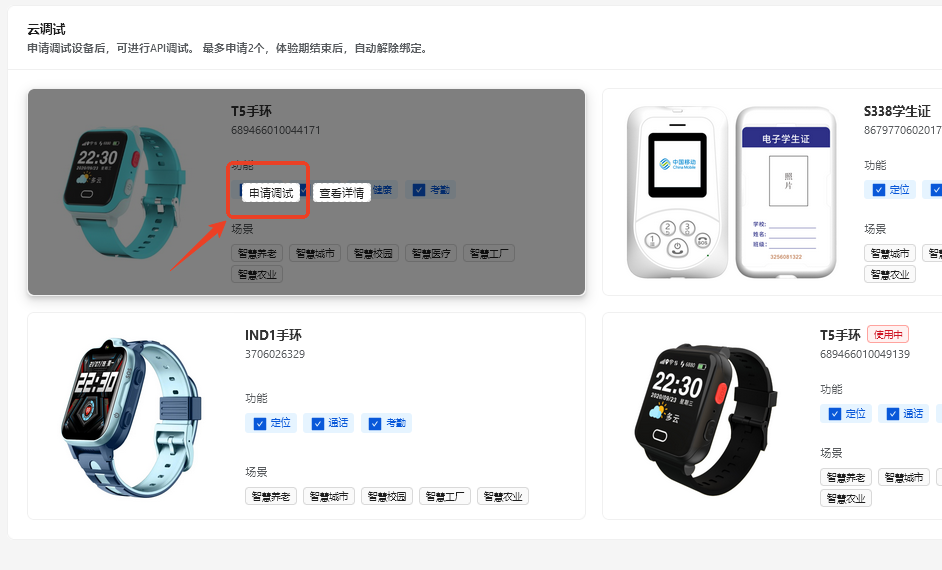 云调试
申请调试设备后，可进行API调试。 最多申请2个，体验期结束后，自动解除绑定。
T5手环
689466010044171
功能
申请调试
查看详情
健康
考勤
场景
智慧养老
智慧城市
智慧校园
智慧医疗
智慧工厂
智慧农业
22:30
多云
S338学生证
8679770602017
功能
定位
场景
智慧城市
智慧农业
中国移动
China Mobile
1
2
3
SOS
电子学生证
照片
学校:
姓名:
班级:
3256081322
IND1手环
3706026329
功能
定位
通话
考勤
场景
智慧养老
智慧城市
智慧校园
智慧工厂
智慧农业
22:30
T5手环
使用中
689466010049139
功能
定位
通话
场景
智慧养老
智慧城市
智慧农业
22:30
2020/09/23 星期三
多云